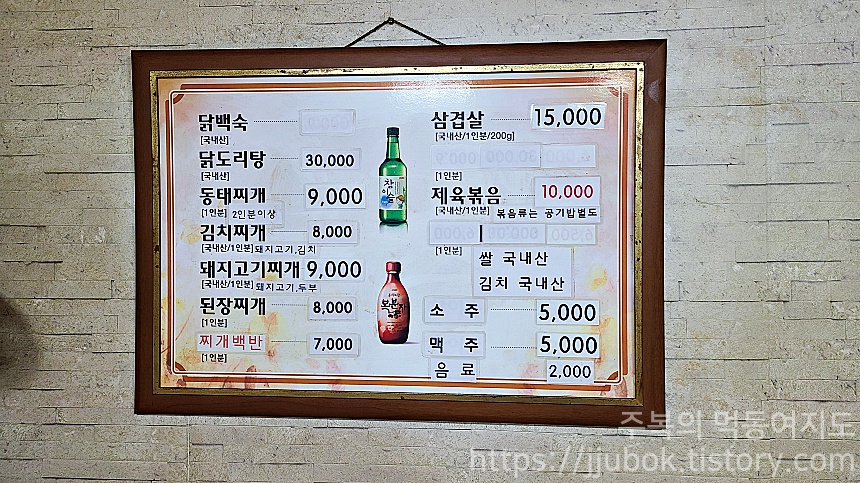 닭백숙
[국내산]
닭도리탕 30,000
[국내산]
동태찌개 9,000
[1인분] 2인분이상
김치찌개 8,000
[국내산/1인분] 돼지고기,김치
돼지고기찌개 9,000
[국내산/1인분] 돼지고기,두부
된장찌개 8,000
[1인분]
찌개백반 7,000
[1인분]
참이슬
복분자
삼겹살 15,000
[국내산/1인분/200g]
[1인분]
제육볶음 10,000
[국내산/1인분] 볶음류는 공기밥별도
[1인분]
쌀 국내산
김치 국내산
소 주 5,000
맥 주 5,000
음 료 2,000
주복의 먹동여지도
https://jjubok.tistory.com